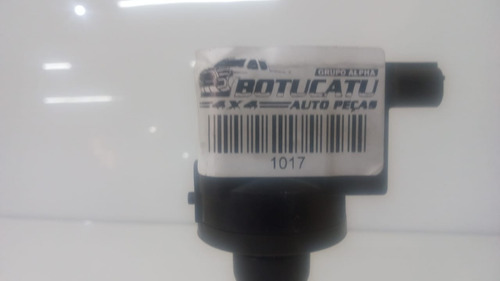 GRUPO ALPHA
BOTUCATU
4X4 AUTO PEÇAS
1017